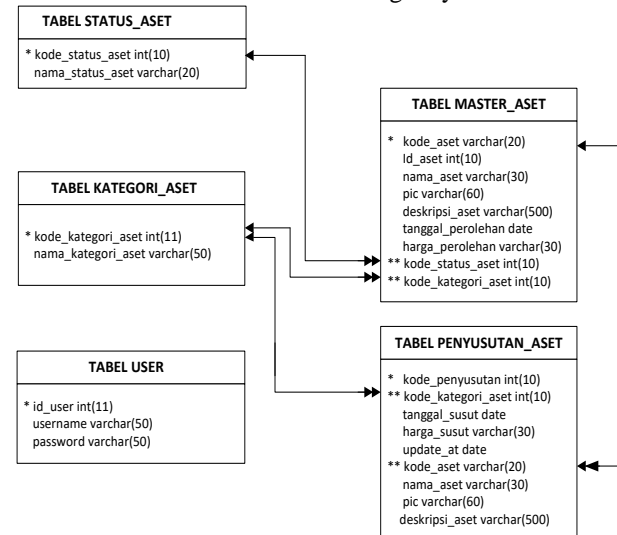 TABEL STATUS_ASET
* kode_status_aset int(10)
nama_status_aset varchar(20)
TABEL MASTER_ASET
* kode_aset varchar(20)
Id_aset int(10)
nama_aset varchar(30)
pic varchar(60)
deskripsi_aset varchar(500)
tanggal_perolehan date
harga_perolehan varchar(30)
** kode_status_aset int(10)
** kode_kategori_aset int(10)
TABEL KATEGORI_ASET
* kode_kategori_aset int(11)
nama_kategori_aset varchar(50)
TABEL USER
* id_user int(11)
username varchar(50)
password varchar(50)
TABEL PENYUSUTAN_ASET
* kode_penyusutan int(10)
** kode_kategori_aset int(10)
tanggal_susut date
harga_susut varchar(30)
update_at date
** kode_aset varchar(20)
nama_aset varchar(30)
pic varchar(60)
deskripsi_aset varchar(500)